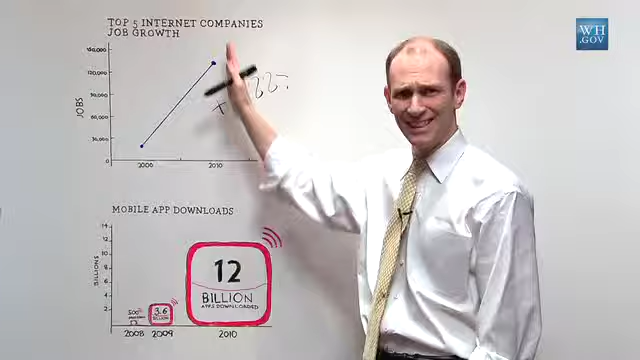 TOP 5 INTERNET COMPANIES
JOB GROWTH
WH
.GOV
150,000
120,000
90,000
60,000
30,000
0
JOBS
2000
2010
MOBILE APP DOWNLOADS
14
12
10
8
6
4
2
BILLIONS
500
3.6
BILLION
12
BILLION
APPS DOWNLOADED
2008
2009
2010